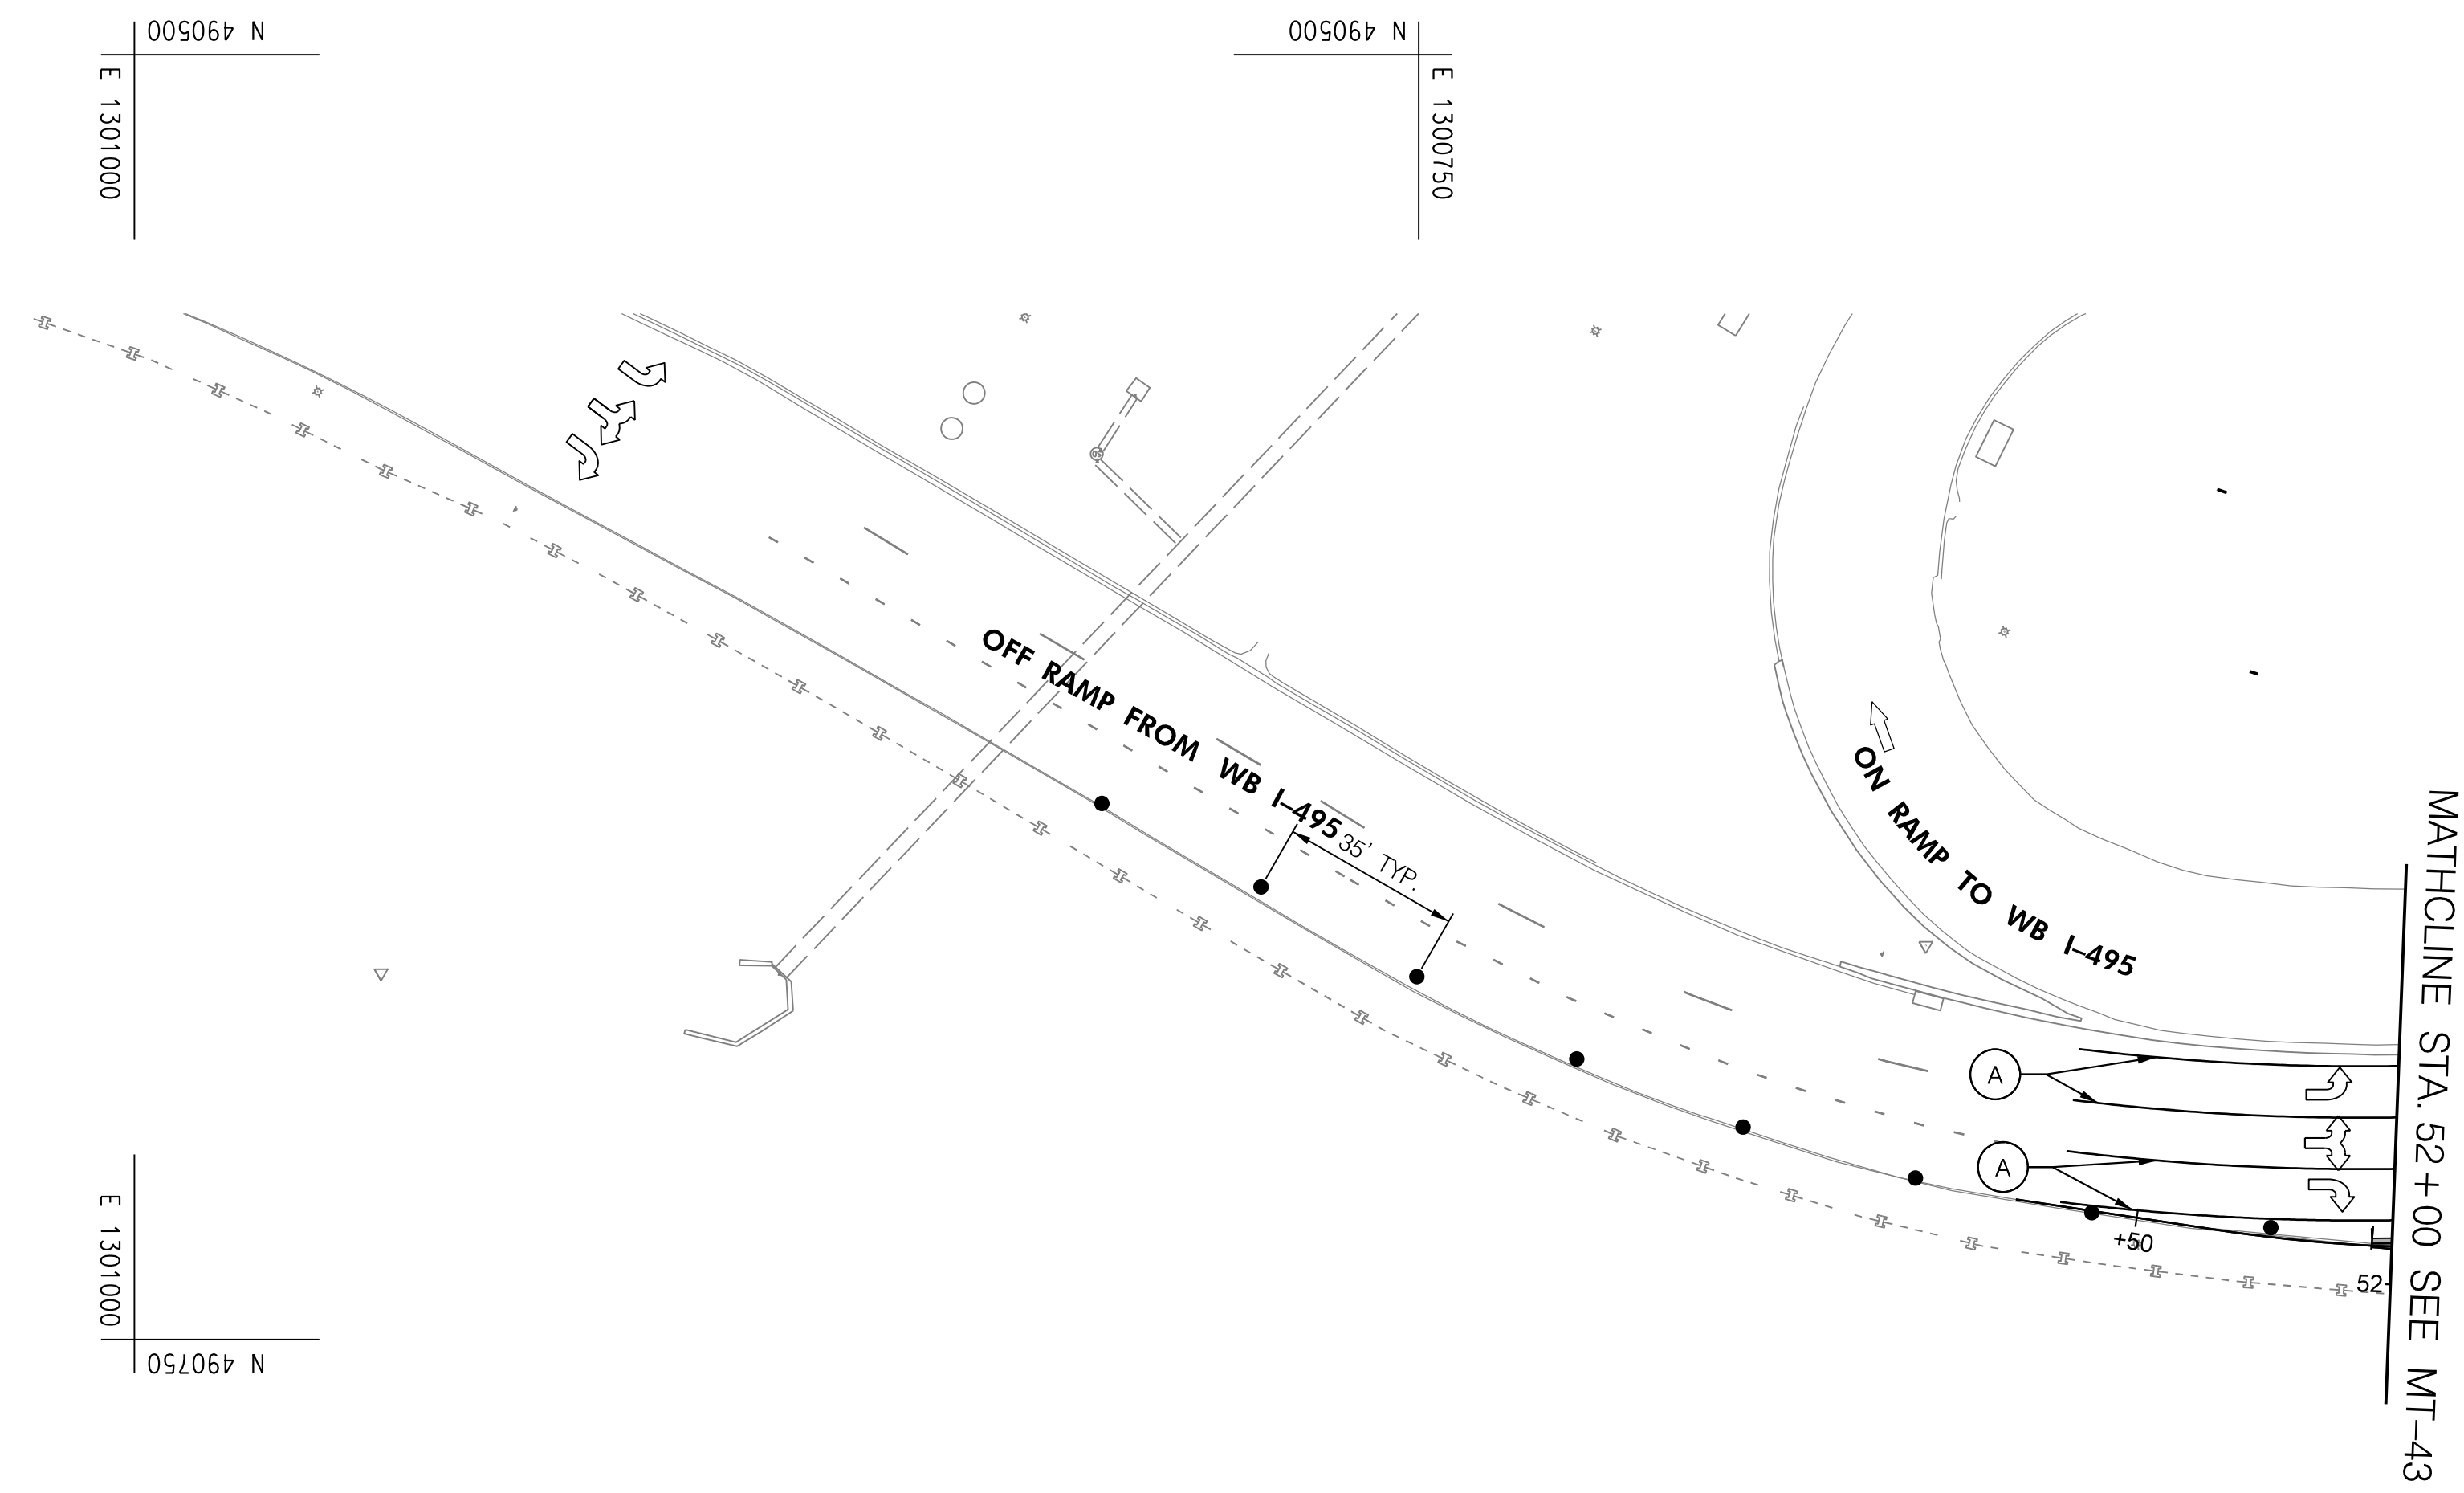 N 490500
E 1301000
N 490500
E 1300750
OFF RAMP FROM WB I-495
35' TYP.
ON RAMP TO WB I-495
A
A
+50
52
MATHCLINE STA. 52+00 SEE MT-43
E 1301000
N 490750